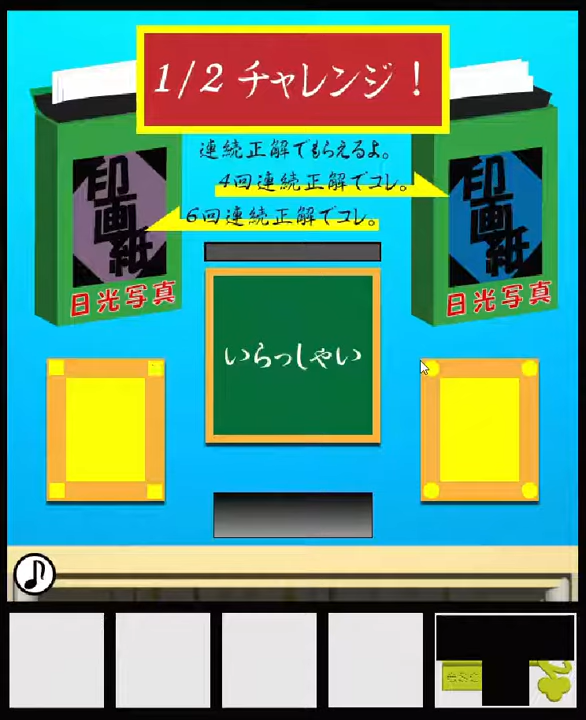 1/2 チャレンジ！
連続正解でもらえるよ。
4回連続正解でコレ。
6回連続正解でコレ。
印画紙
日光写真
印画紙
日光写真
いらっしゃい
esc